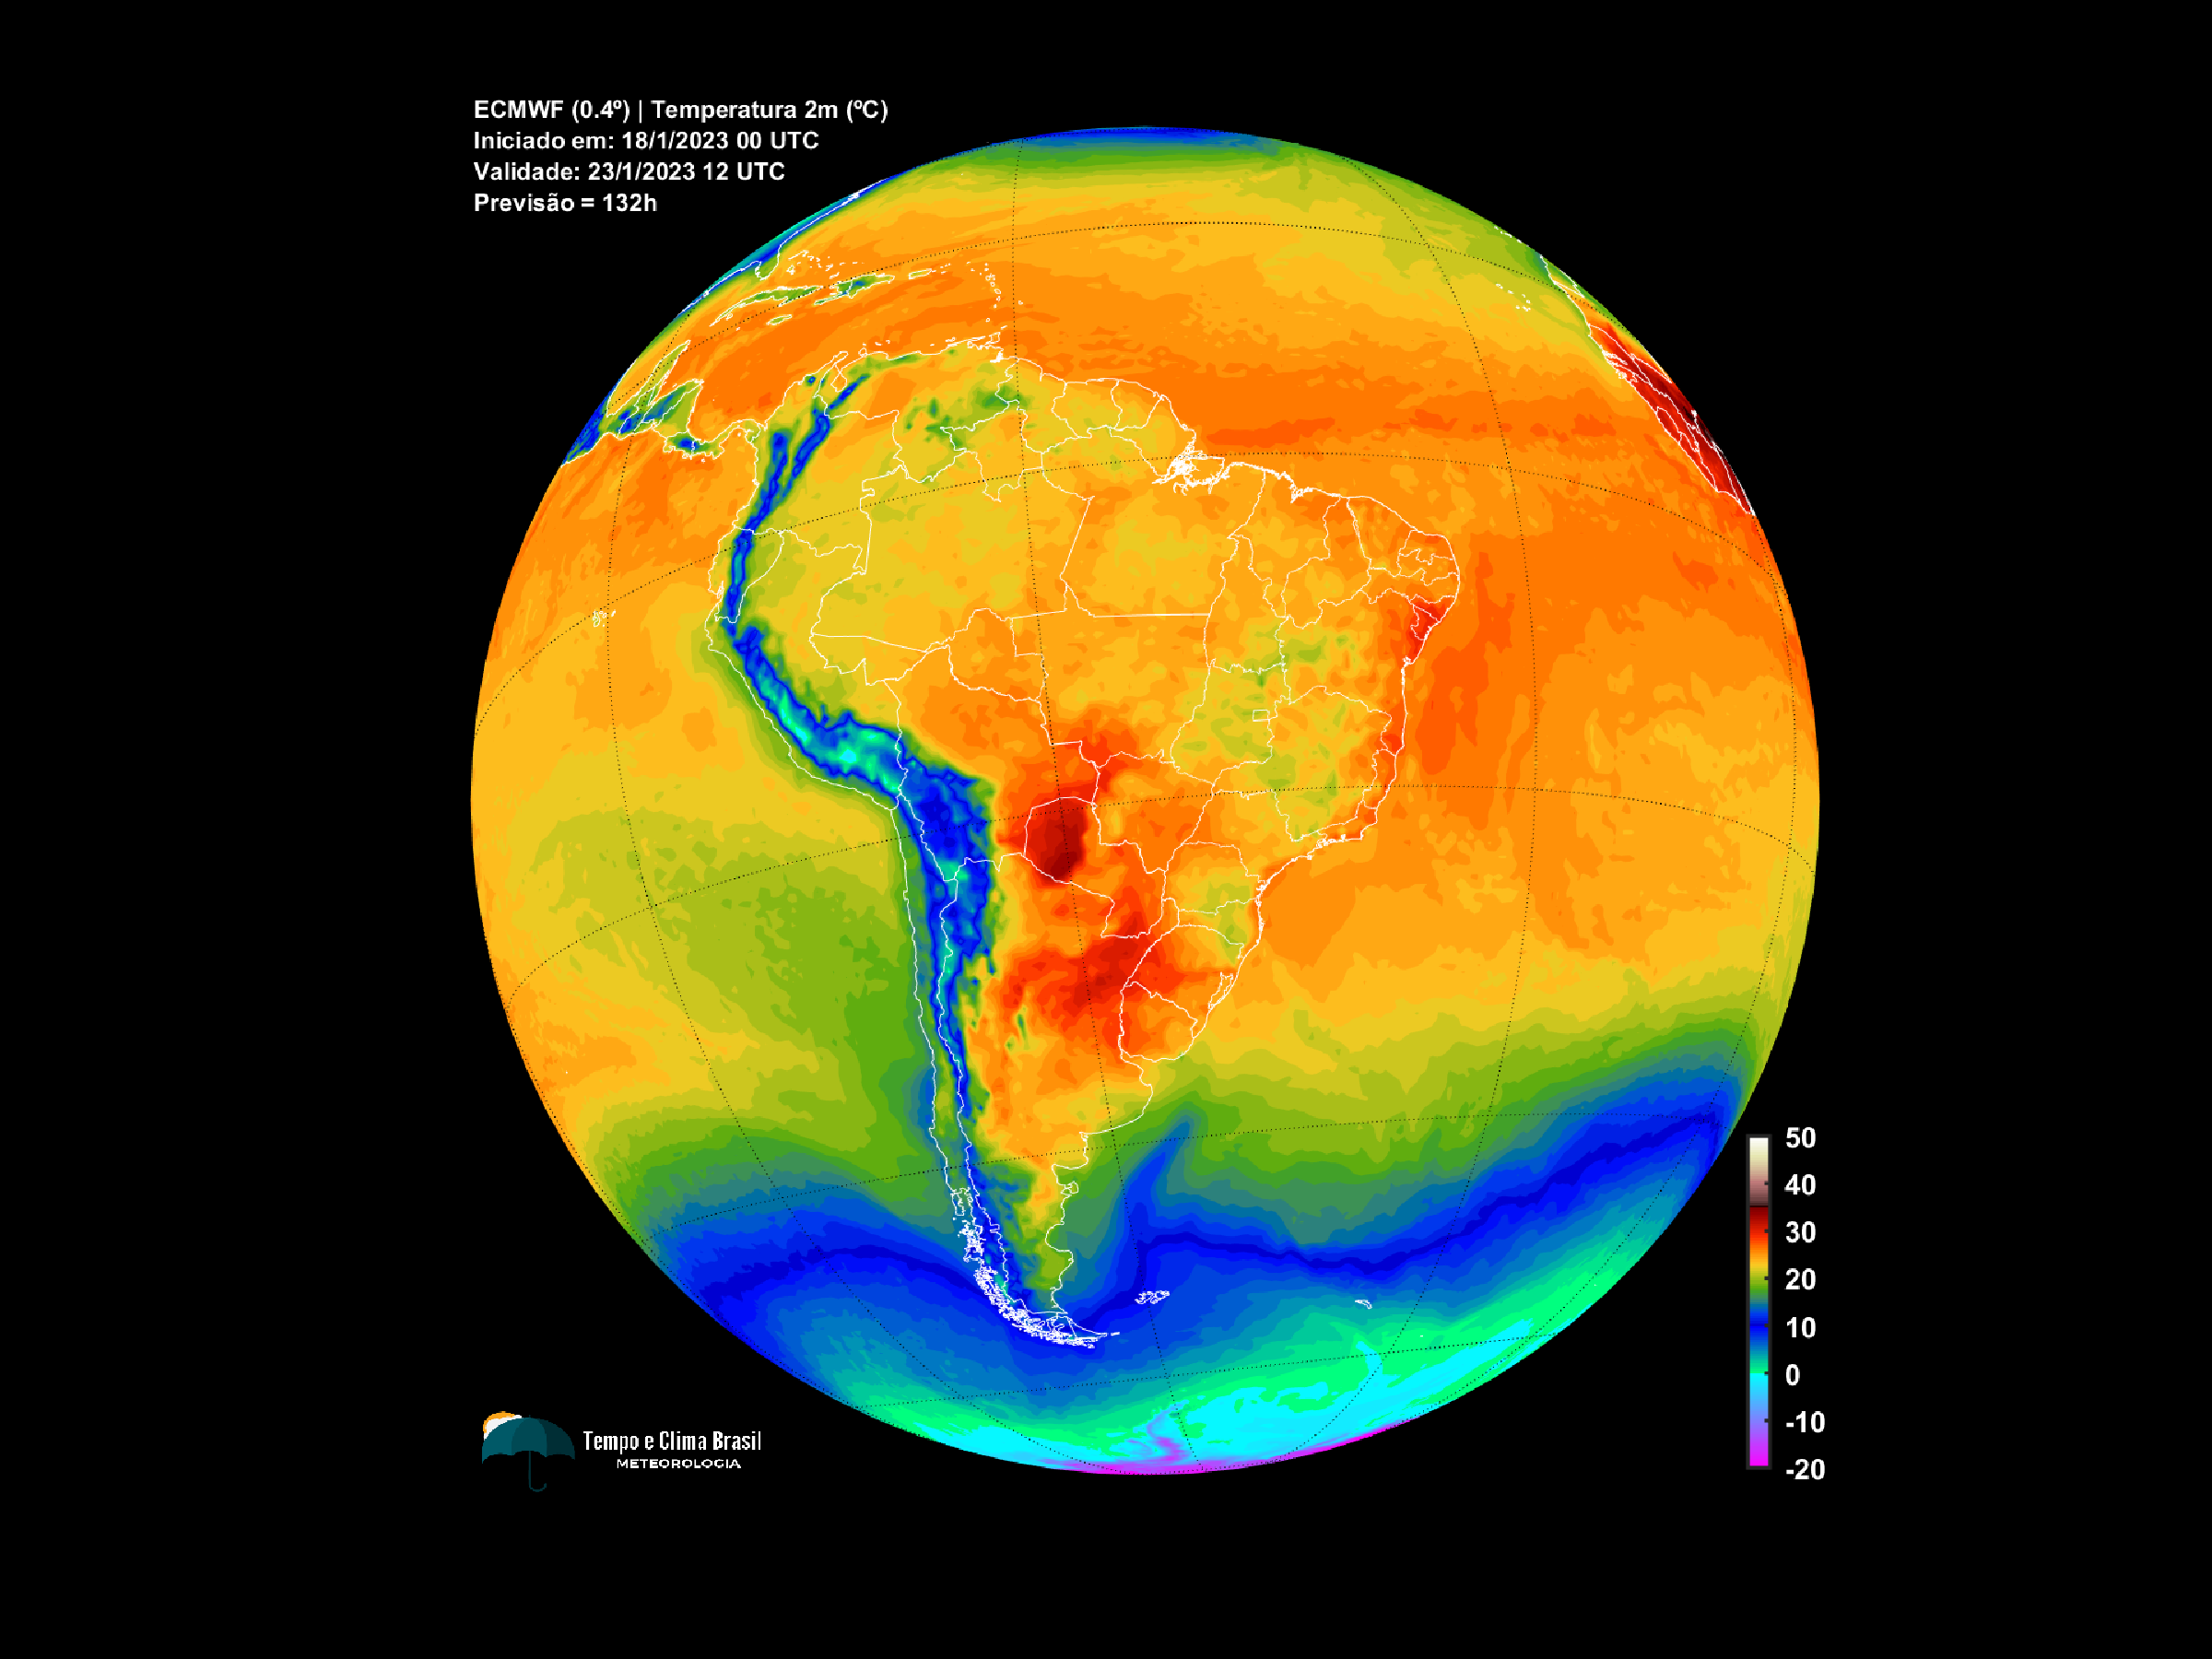 ECMWF (0.4º) | Temperatura 2m (ºC)
Iniciado em: 18/1/2023 00 UTC
Validade: 23/1/2023 12 UTC
Previsão = 132h
50
40
30
20
10
0
-10
-20
Tempo e Clima Brasil
METEOROLOGIA